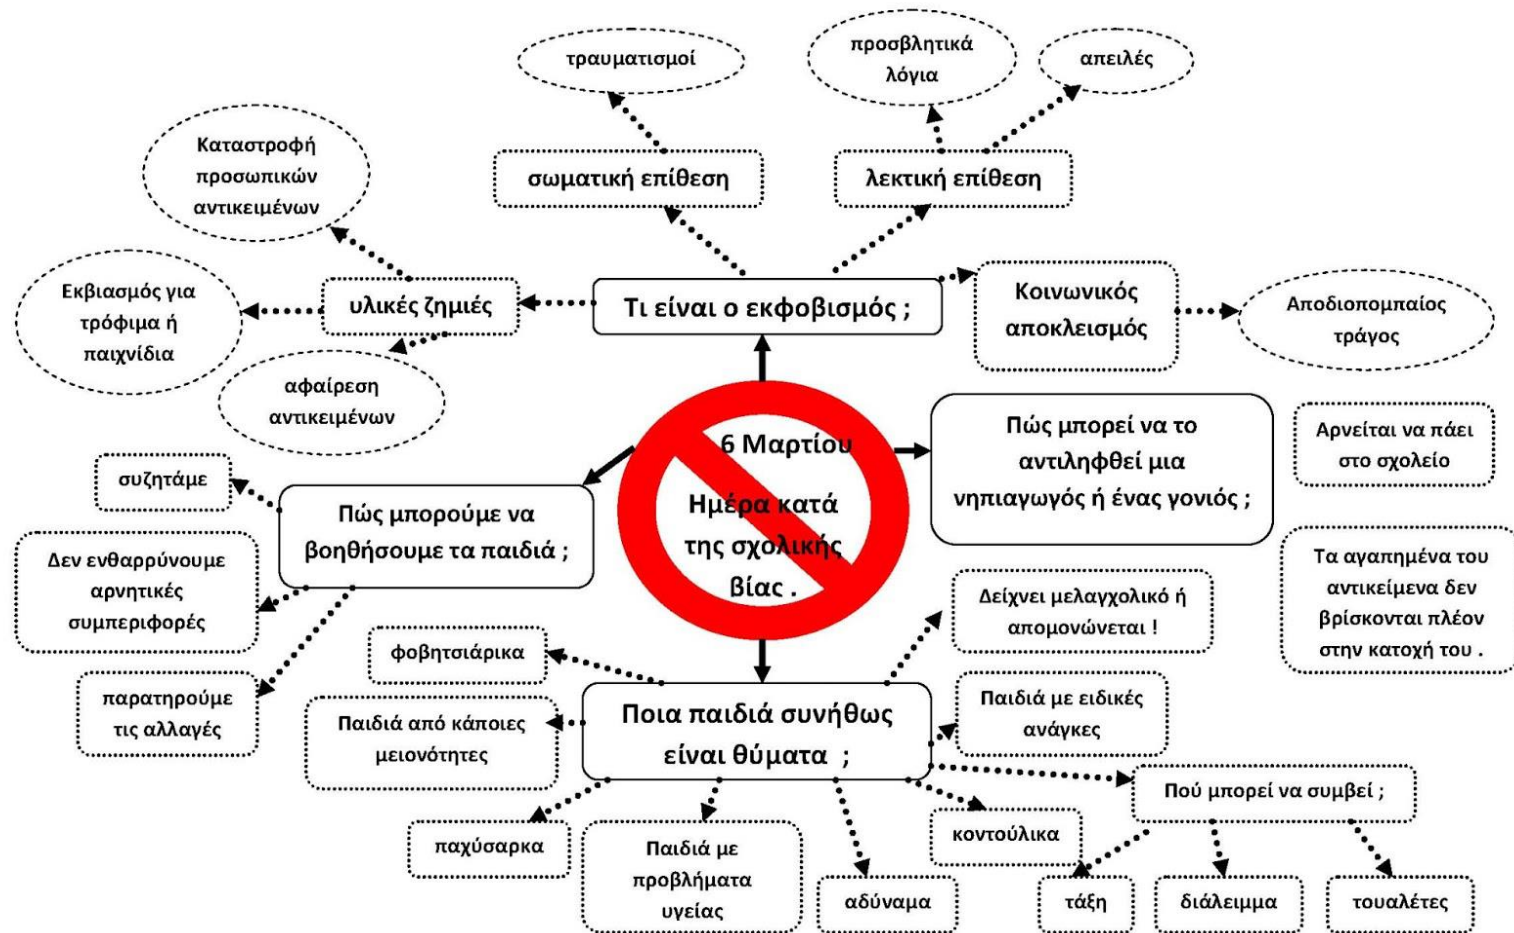 τραυματισμοί
προσβλητικά
λόγια
απειλές
Καταστροφή
προσωπικών
αντικειμένων
σωματική επίθεση
λεκτική επίθεση
Εκβιασμός για
τρόφιμα ή
παιχνίδια
υλικές ζημιές
Τι είναι ο εκφοβισμός ;
Κοινωνικός
αποκλεισμός
Αποδιοπομπαίος
τράγος
αφαίρεση
αντικειμένων
6 Μαρτίου
Ημέρα κατά
της σχολικής
βίας .
Πώς μπορεί να το
αντιληφθεί μια
νηπιαγωγός ή ένας γονιός ;
Αρνείται να πάει
στο σχολείο
συζητάμε
Πώς μπορούμε να
βοηθήσουμε τα παιδιά ;
Δεν ενθαρρύνουμε
αρνητικές
συμπεριφορές
Τα αγαπημένα του
αντικείμενα δεν
βρίσκονται πλέον
στην κατοχή του .
Δείχνει μελαγχολικό ή
απομονώνεται !
φοβητσιάρικα
παρατηρούμε
τις αλλαγές
Παιδιά από κάποιες
μειονότητες
Ποια παιδιά συνήθως
είναι θύματα ;
Παιδιά με ειδικές
ανάγκες
Πού μπορεί να συμβεί ;
παχύσαρκα
Παιδιά με
προβλήματα
υγείας
αδύναμα
κοντούλικα
τάξη
διάλειμμα
τουαλέτες